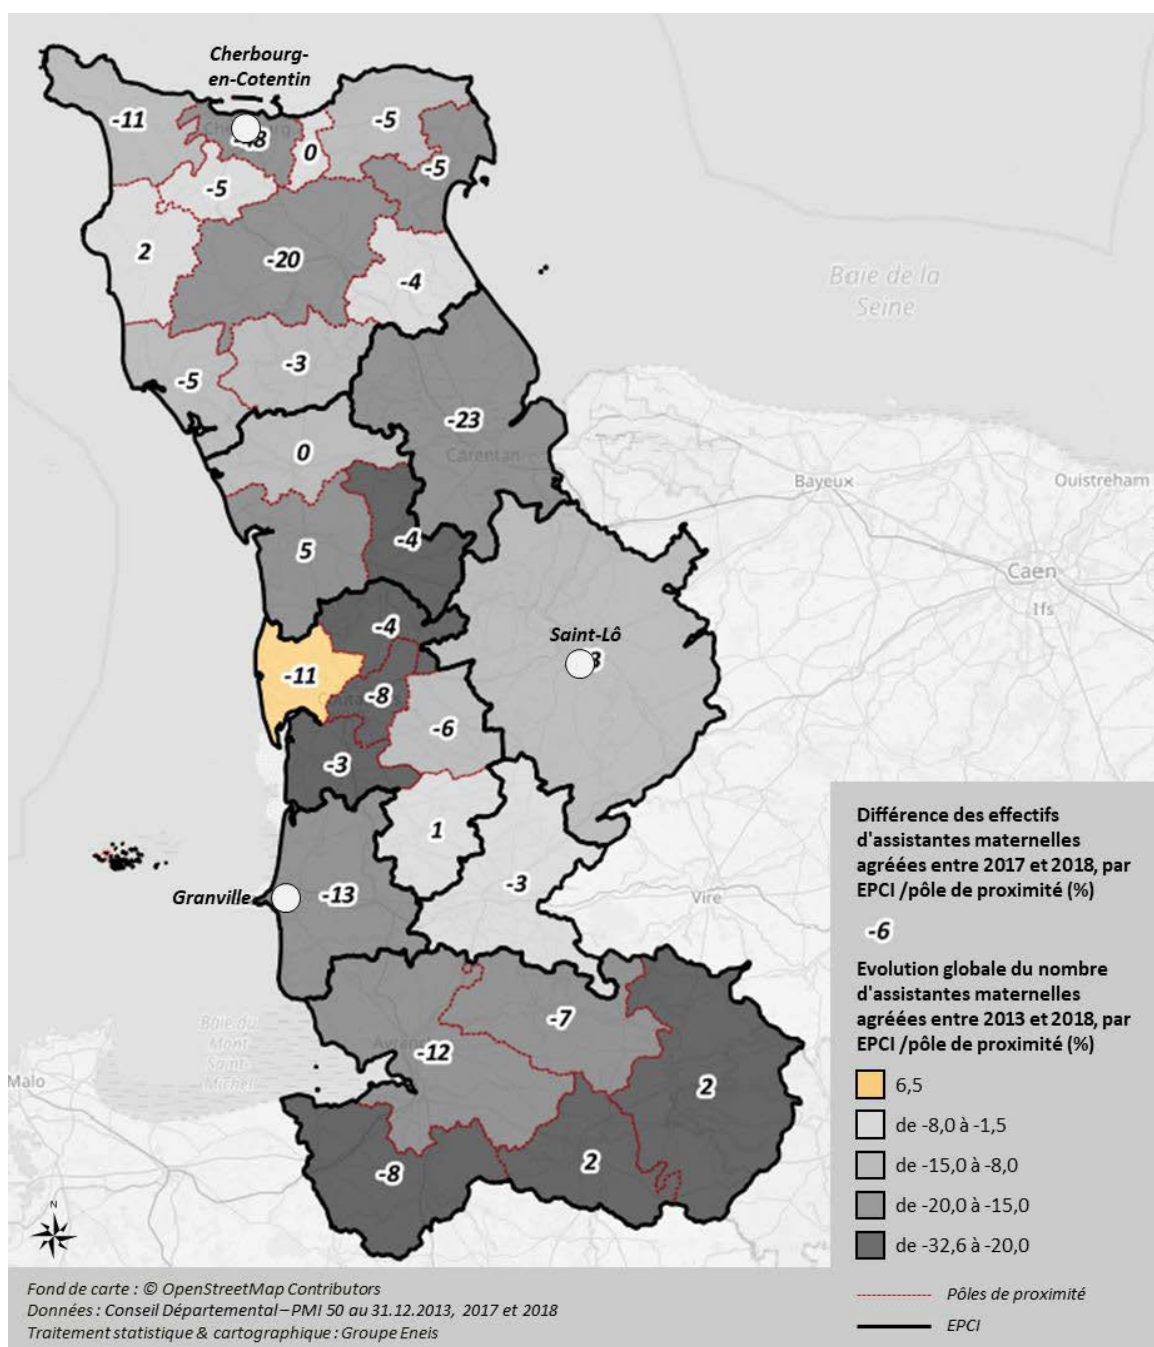 Cherbourg-
en-Cotentin
-11
-5
0
-5
-5
2
-20
-4
Baie de la
Seine
-3
-5
-23
0
Carentan
Bayeux
Ouistreham
5
-4
Caen
Ifs
-4
Saint-Lô
-11
-8
-6
-3
1
-3
Granville
-13
Vire
-7
Baie du
Mont
Saint-
Michel
-12
Malo
2
-8
2
Différence des effectifs
d'assistantes maternelles
agréées entre 2017 et 2018, par
EPCI /pôle de proximité (%)
-6
Evolution globale du nombre
d'assistantes maternelles
agréées entre 2013 et 2018, par
EPCI /pôle de proximité (%)
6,5
de -8,0 à -1,5
de -15,0 à -8,0
de -20,0 à -15,0
de -32,6 à -20,0
Pôles de proximité
EPCI
N
Fond de carte : © OpenStreetMap Contributors
Données : Conseil Départemental – PMI 50 au 31.12.2013, 2017 et 2018
Traitement statistique & cartographique : Groupe Eneis